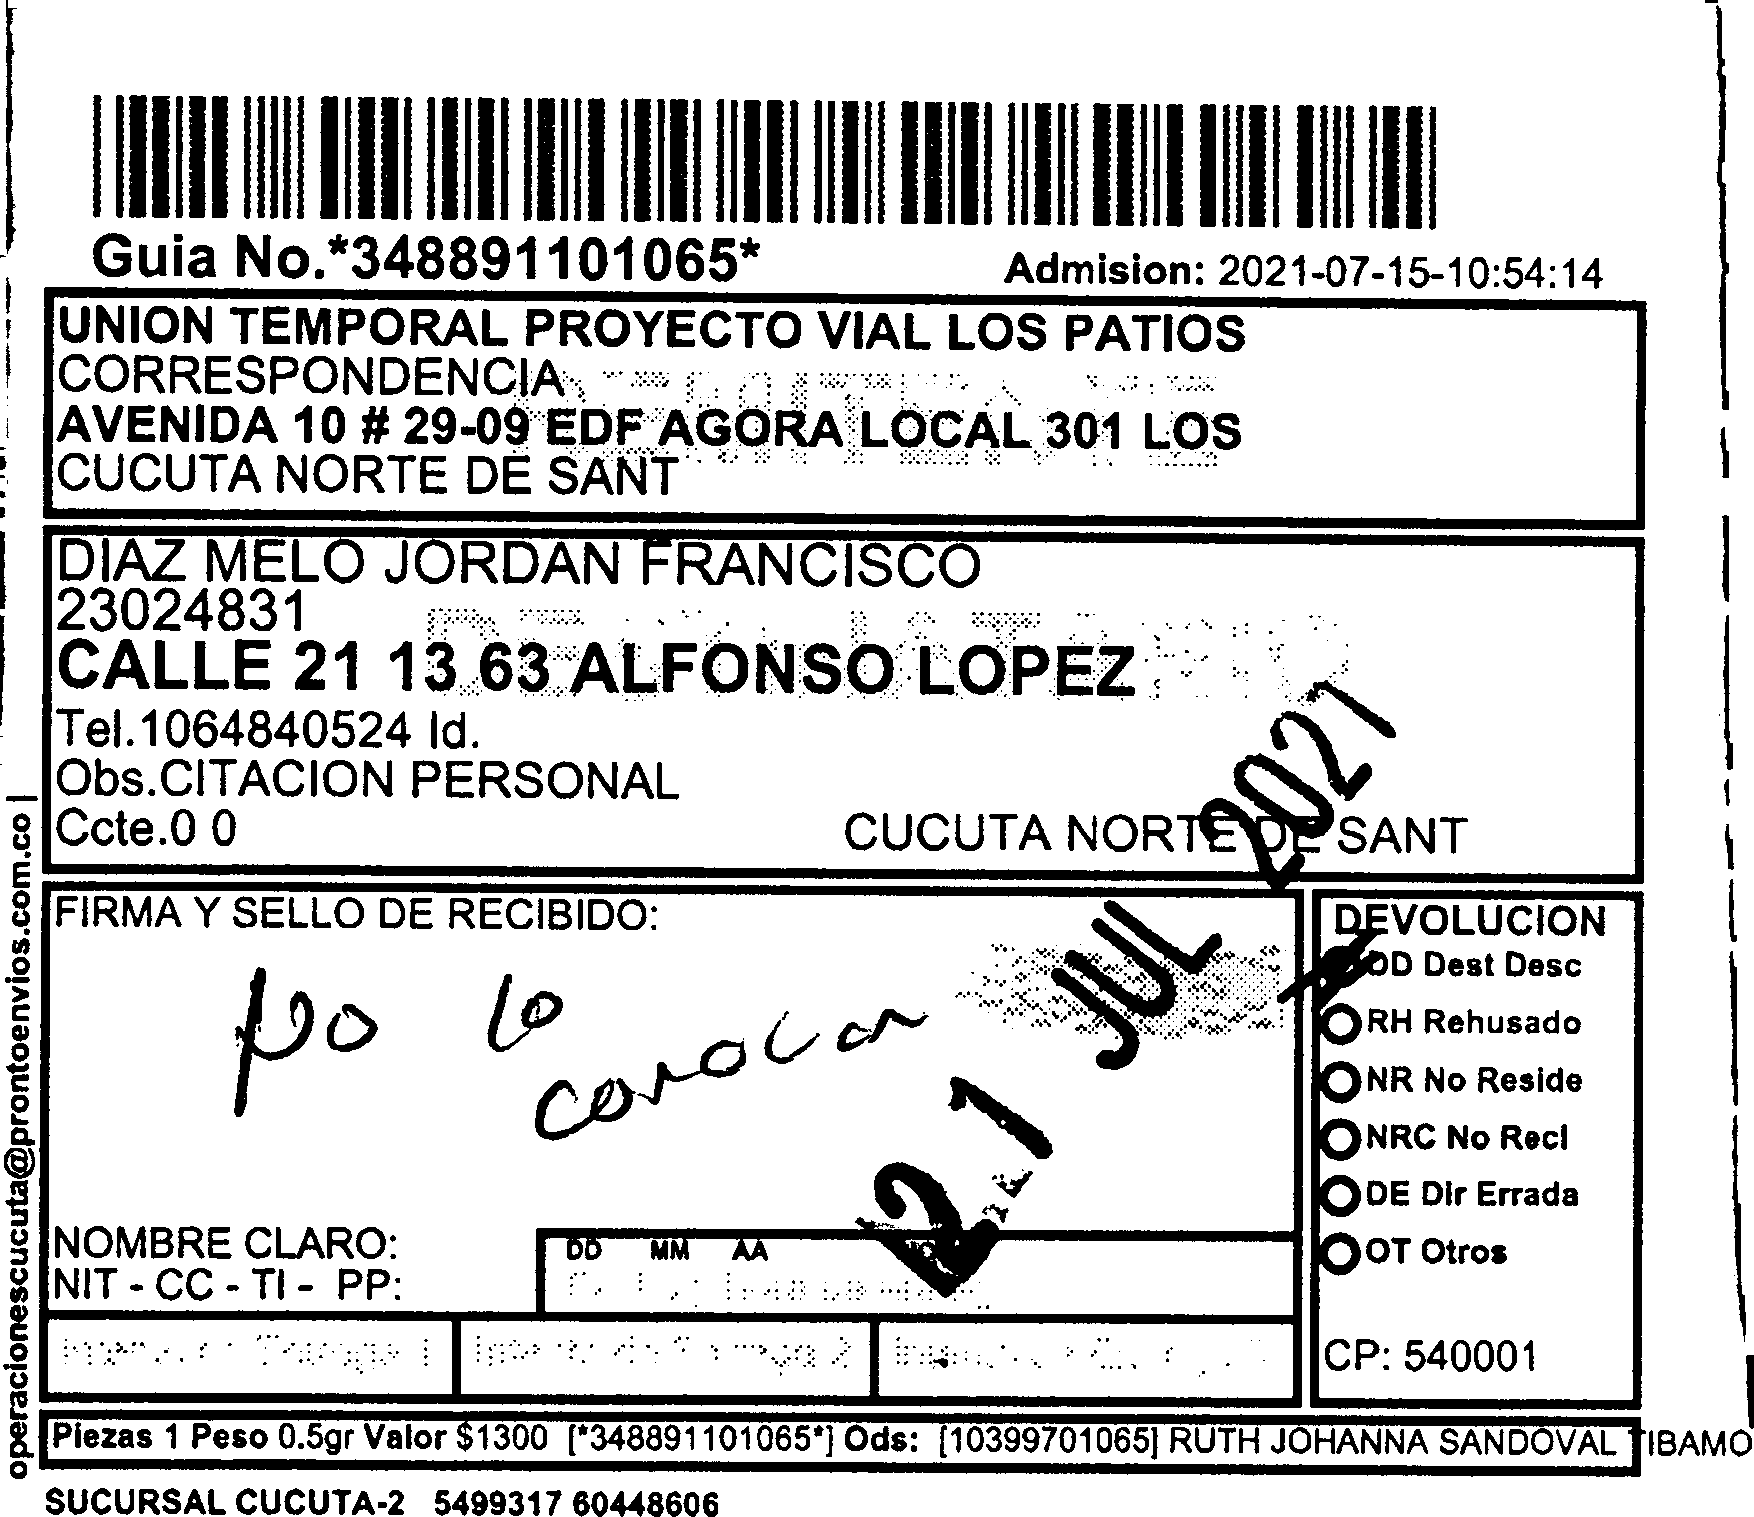 Guia No.*348891101065*
Admision: 2021-07-15-10:54:14
UNION TEMPORAL PROYECTO VIAL LOS PATIOS
CORRESPONDENCIA
AVENIDA 10 # 29-09 EDF AGORA LOCAL 301 LOS
CUCUTA NORTE DE SANT
DIAZ MELO JORDAN FRANCISCO
23024831
CALLE 21 13 63 ALFONSO LOPEZ
Tel.1064840524 Id.
Obs.CITACION PERSONAL
Ccte.0 0
CUCUTA NORTE DE SANT
FIRMA Y SELLO DE RECIBIDO:
No lo
conocen
21 JUL 2021
NOMBRE CLARO:
NIT - CC - TI - PP:
DD MM AA
DEVOLUCION
DD Dest Desc
RH Rehusado
NR No Reside
NRC No Recl
DE Dir Errada
OT Otros
CP: 540001
Piezas 1 Peso 0.5gr Valor $1300 [*348891101065*] Ods: [10399701065] RUTH JOHANNA SANDOVAL TIBAMO
SUCURSAL CUCUTA-2 5499317 60448606
operacionescucuta@prontoenvios.com.co |